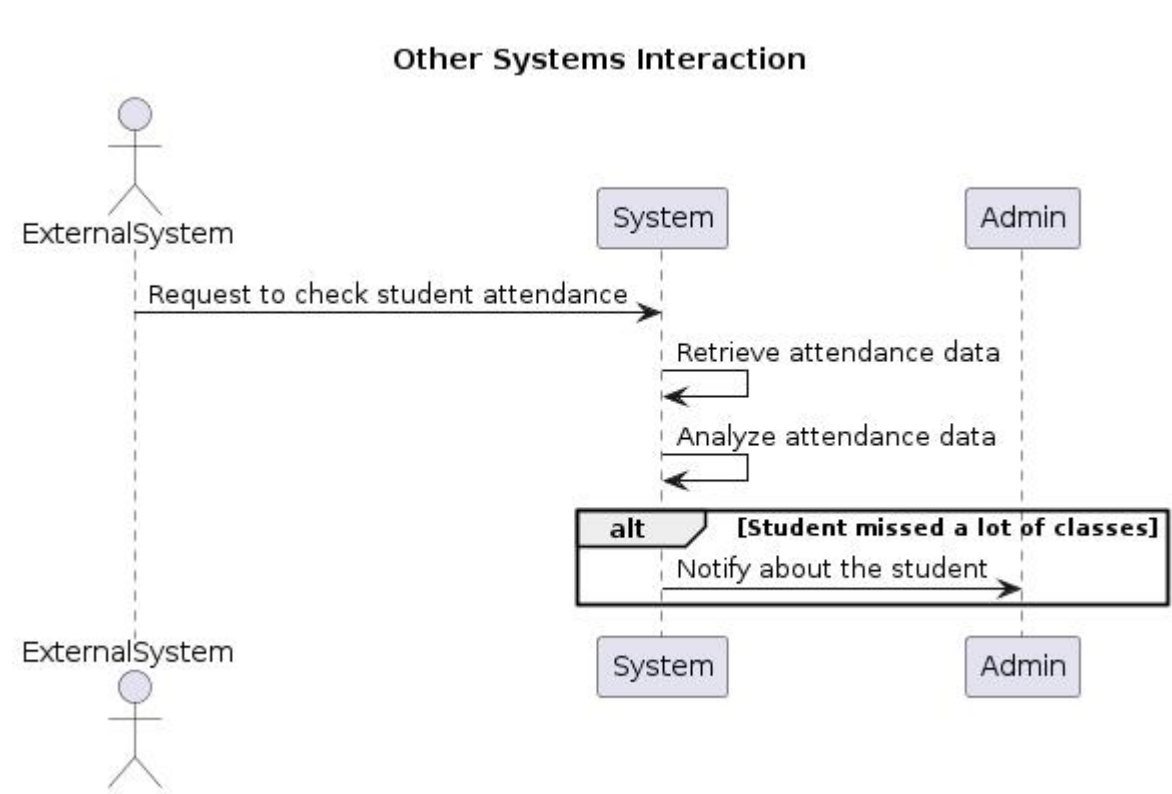 Other Systems Interaction
ExternalSystem
System
Admin
Request to check student attendance
Retrieve attendance data
Analyze attendance data
alt
[Student missed a lot of classes]
Notify about the student
ExternalSystem
System
Admin